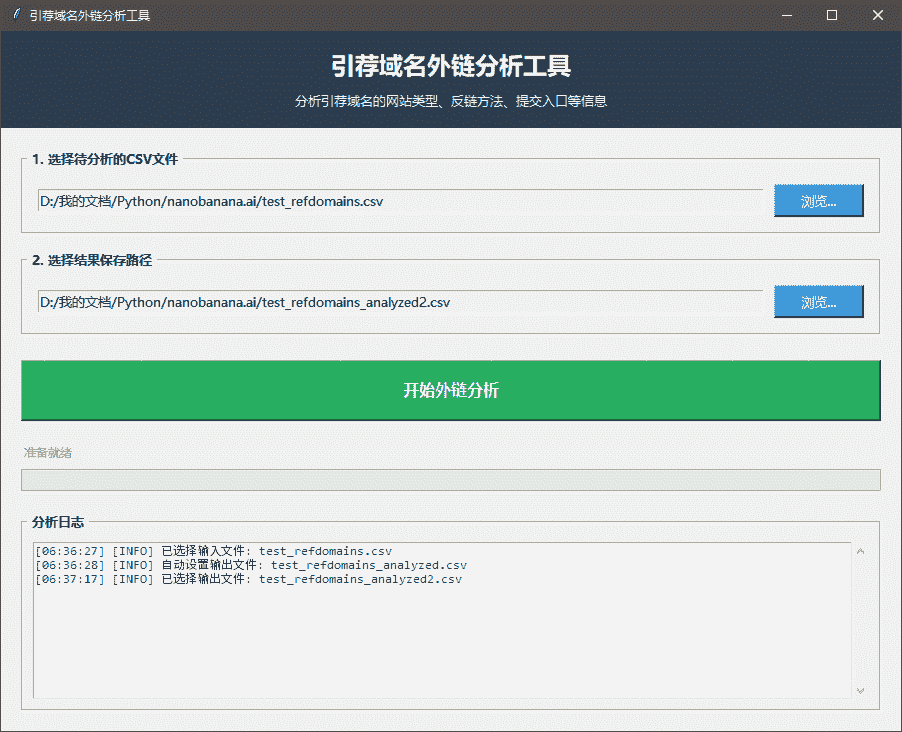 引荐域名外链分析工具
引荐域名外链分析工具
分析引荐域名的网站类型、反链方法、提交入口等信息
1. 选择待分析的CSV文件
D:/我的文档/Python/nanobanana.ai/test_refdomains.csv
浏览...
2. 选择结果保存路径
D:/我的文档/Python/nanobanana.ai/test_refdomains_analyzed2.csv
浏览...
开始外链分析
准备就绪
分析日志
[06:36:27] [INFO] 已选择输入文件: test_refdomains.csv
[06:36:28] [INFO] 自动设置输出文件: test_refdomains_analyzed.csv
[06:37:17] [INFO] 已选择输出文件: test_refdomains_analyzed2.csv